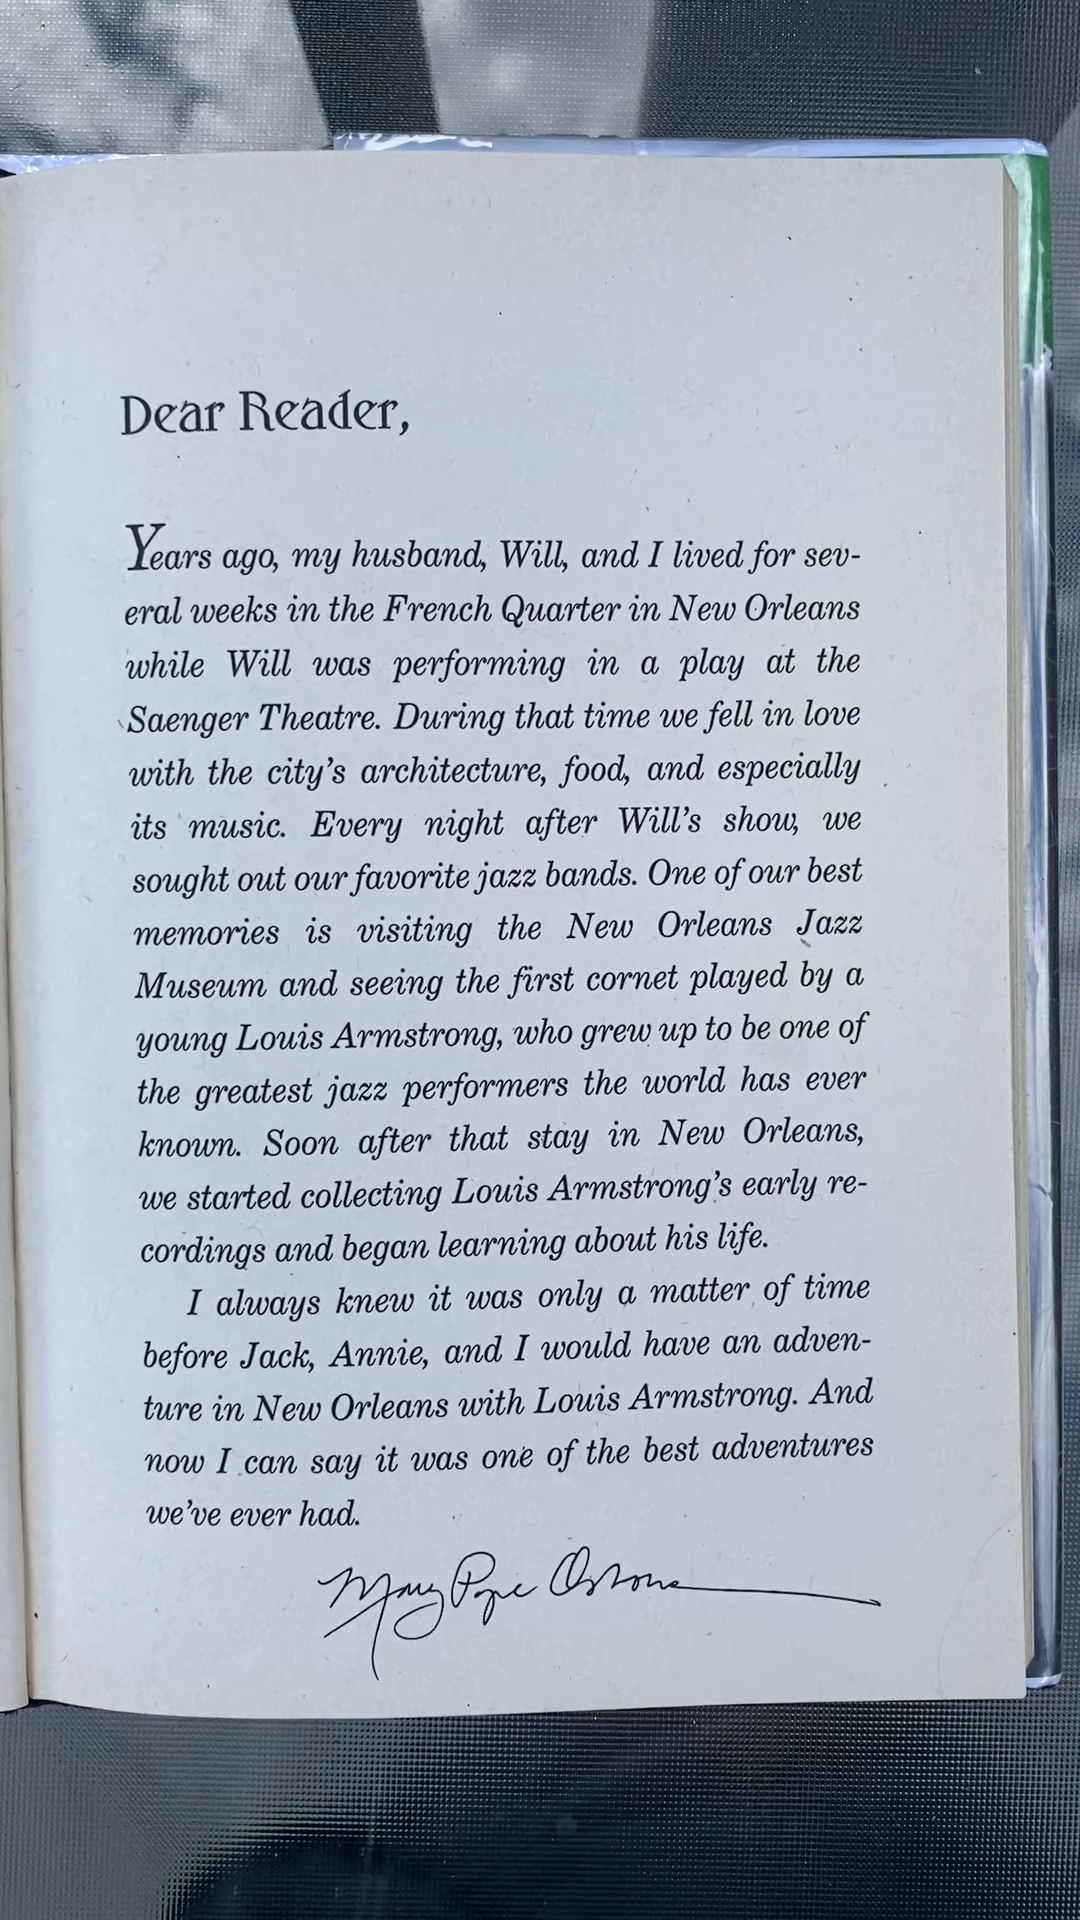 Dear Reader,
Years ago, my husband, Will, and I lived for sev-
eral weeks in the French Quarter in New Orleans
while Will was performing in a play at the
Saenger Theatre. During that time we fell in love
with the city's architecture, food, and especially
its music. Every night after Will's show, we
sought out our favorite jazz bands. One of our best
memories is visiting the New Orleans Jazz
Museum and seeing the first cornet played by a
young Louis Armstrong, who grew up to be one of
the greatest jazz performers the world has ever
known. Soon after that stay in New Orleans,
we started collecting Louis Armstrong's early re-
cordings and began learning about his life.
I always knew it was only a matter of time
before Jack, Annie, and I would have an adven-
ture in New Orleans with Louis Armstrong. And
now I can say it was one of the best adventures
we've ever had.
Mary Pope Osborne